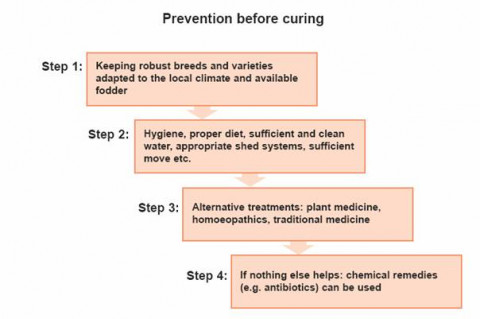 Prevention before curing
Step 1:
Keeping robust breeds and varieties
adapted to the local climate and available
fodder
Step 2:
Hygiene, proper diet, sufficient and clean
water, appropriate shed systems, sufficient
move etc.
Step 3:
Alternative treatments: plant medicine,
homoeopathics, traditional medicine
Step 4:
If nothing else helps: chemical remedies
(e.g. antibiotics) can be used